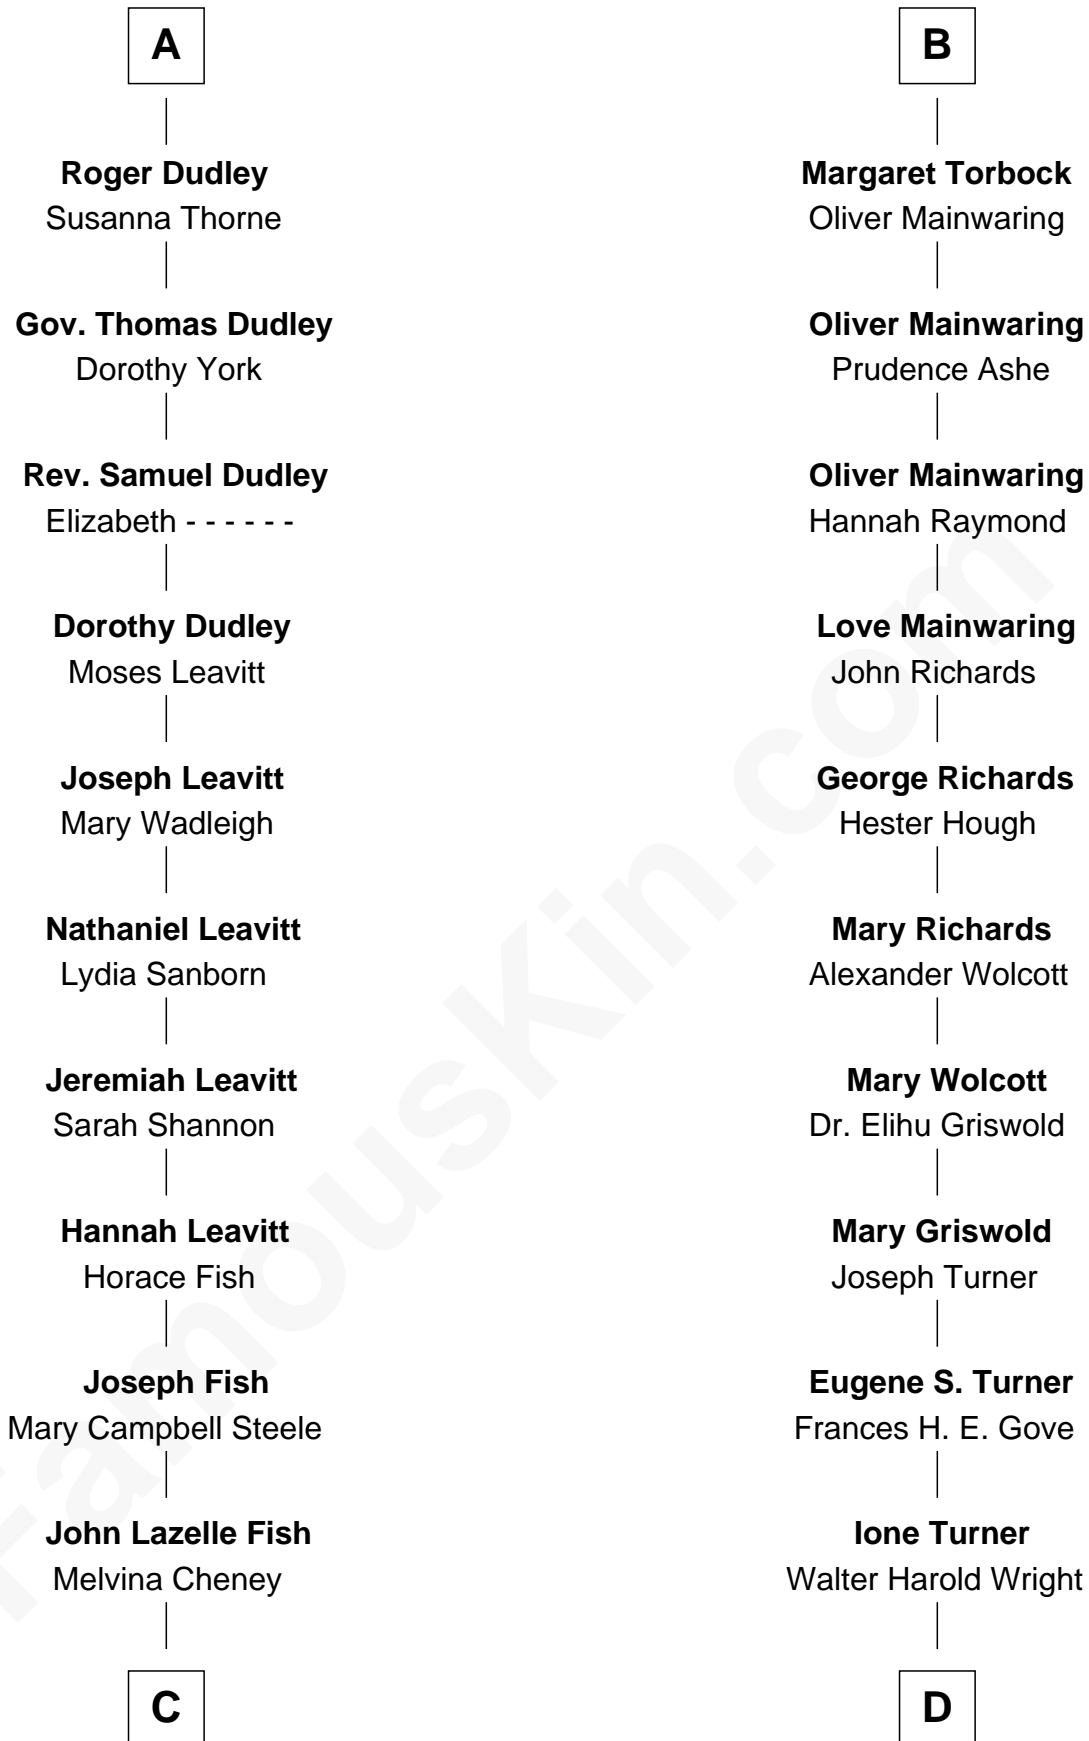 A
Roger Dudley
Susanna Thorne
Gov. Thomas Dudley
Dorothy York
Rev. Samuel Dudley
Elizabeth - - - - - -
Dorothy Dudley
Moses Leavitt
Joseph Leavitt
Mary Wadleigh
Nathaniel Leavitt
Lydia Sanborn
Jeremiah Leavitt
Sarah Shannon
Hannah Leavitt
Horace Fish
Joseph Fish
Mary Campbell Steele
John Lazelle Fish
Melvina Cheney
C
B
Margaret Torbock
Oliver Mainwaring
Oliver Mainwaring
Prudence Ashe
Oliver Mainwaring
Hannah Raymond
Love Mainwaring
John Richards
George Richards
Hester Hough
Mary Richards
Alexander Wolcott
Mary Wolcott
Dr. Elihu Griswold
Mary Griswold
Joseph Turner
Eugene S. Turner
Frances H. E. Gove
Ione Turner
Walter Harold Wright
D
FamousKin.com